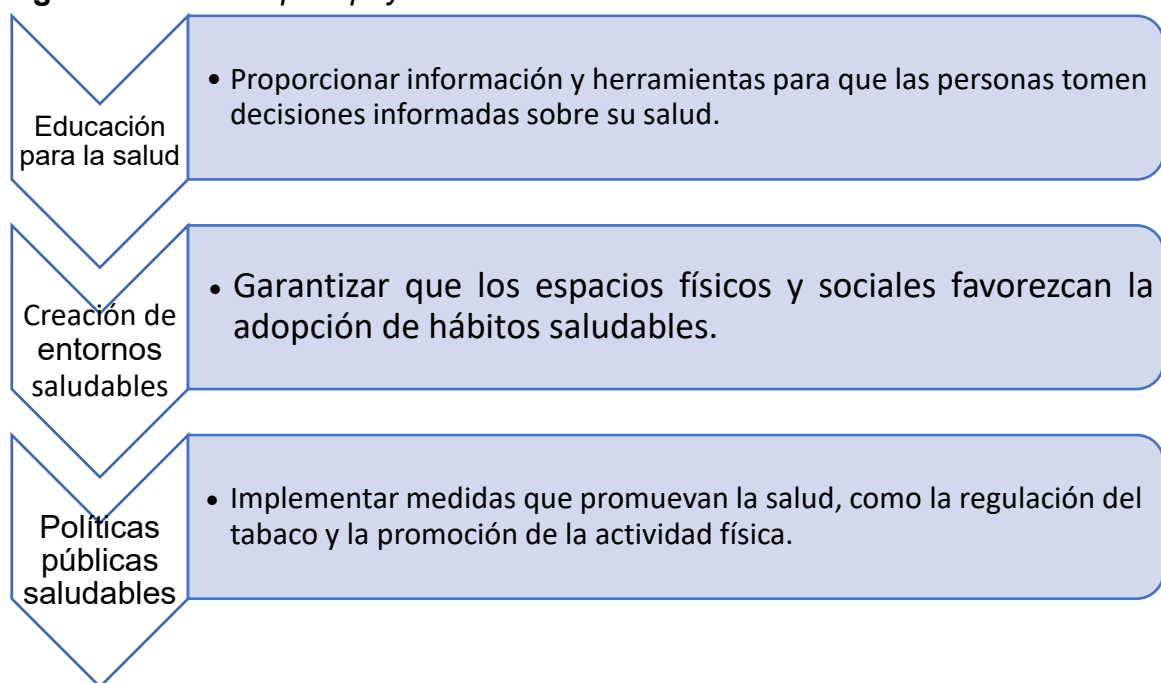 Educación
para la salud
• Proporcionar información y herramientas para que las personas tomen
decisiones informadas sobre su salud.
Creación de
entornos
saludables
• Garantizar que los espacios físicos y sociales favorezcan la
adopción de hábitos saludables.
Políticas
públicas
saludables
• Implementar medidas que promuevan la salud, como la regulación del
tabaco y la promoción de la actividad física.